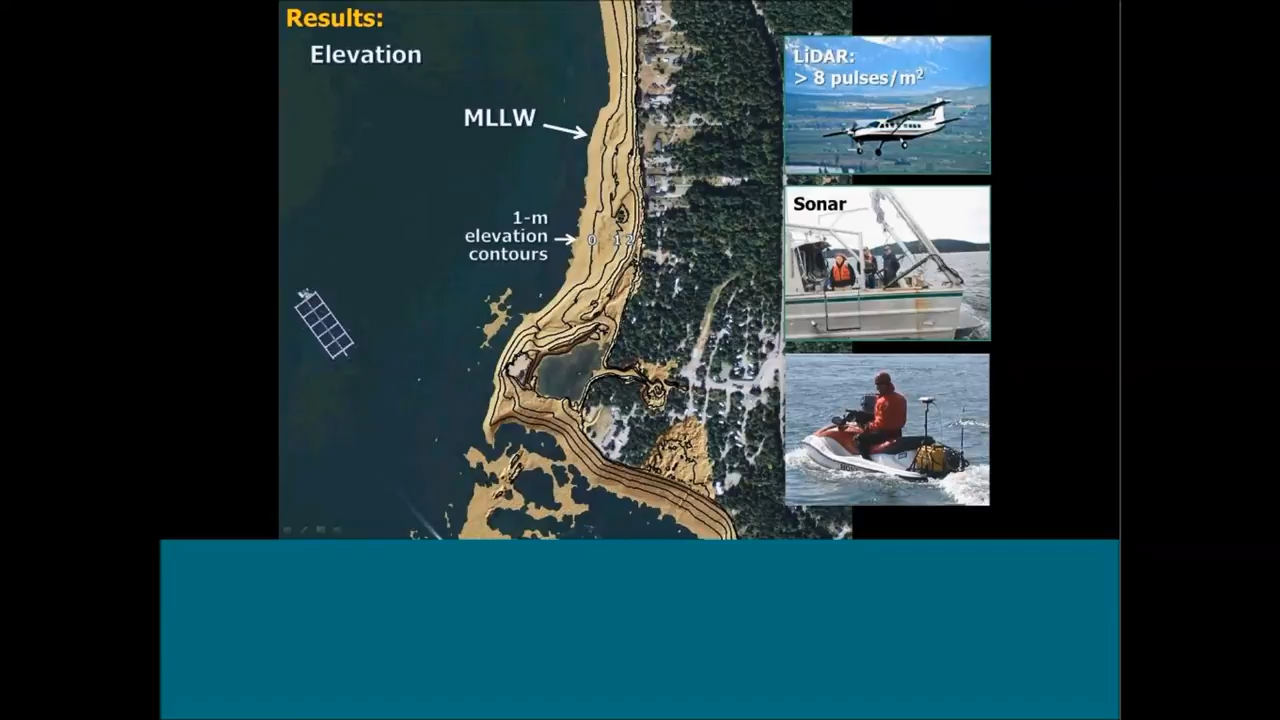 Results:
Elevation
MLLW
1-m
elevation
contours
0 1 2
LiDAR:
> 8 pulses/m²
Sonar